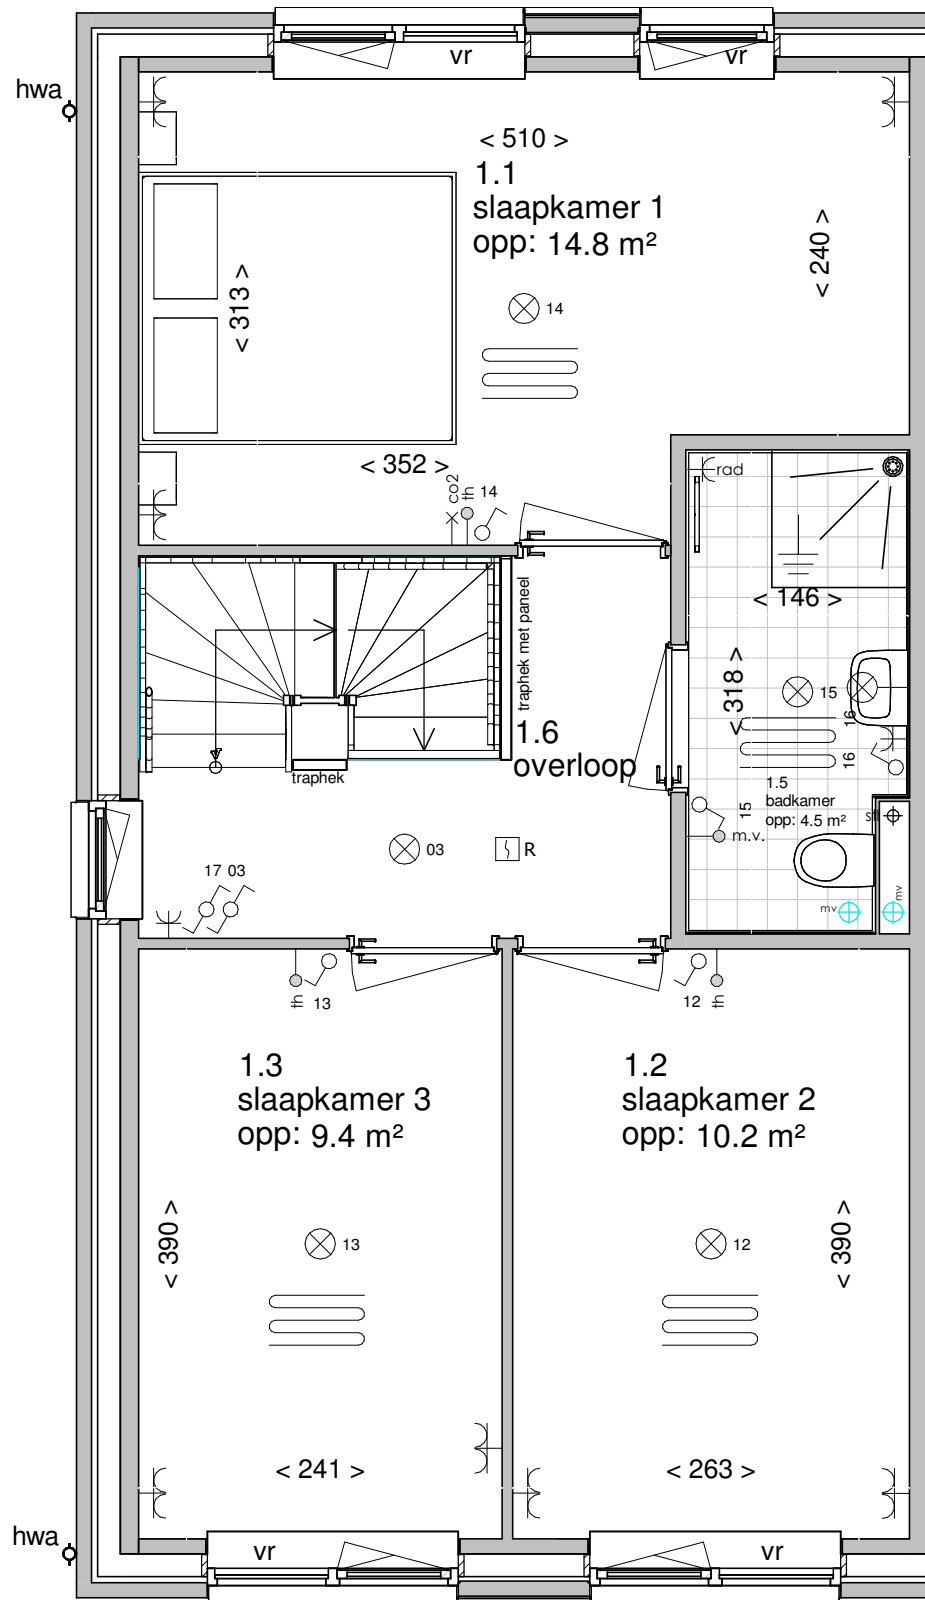 vr
vr
hwa
< 510 >
1.1
slaapkamer 1
opp: 14.8 m²
< 240 >
< 313 >
14
< 352 >
co2
th
14
rad
< 146 >
traphek met paneel
< 318 >
15
16
1.6
overloop
traphek
16
1.5
badkamer
opp: 4.5 m²
15
m.v.
03
R
mv
mv
17 03
th
13
12
th
1.3
slaapkamer 3
opp: 9.4 m²
1.2
slaapkamer 2
opp: 10.2 m²
< 390 >
< 390 >
13
12
< 241 >
< 263 >
hwa
vr
vr